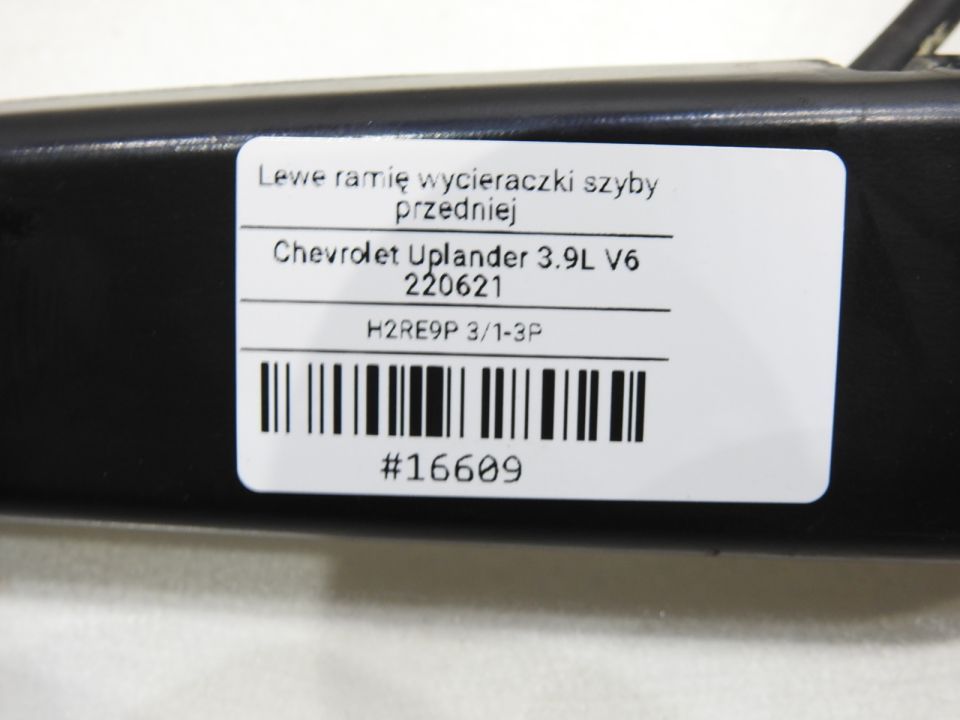 Lewe ramię wycieraczki szyby
przedniej
Chevrolet Uplander 3.9L V6
220621
H2RE9P 3/1-3P
#16609